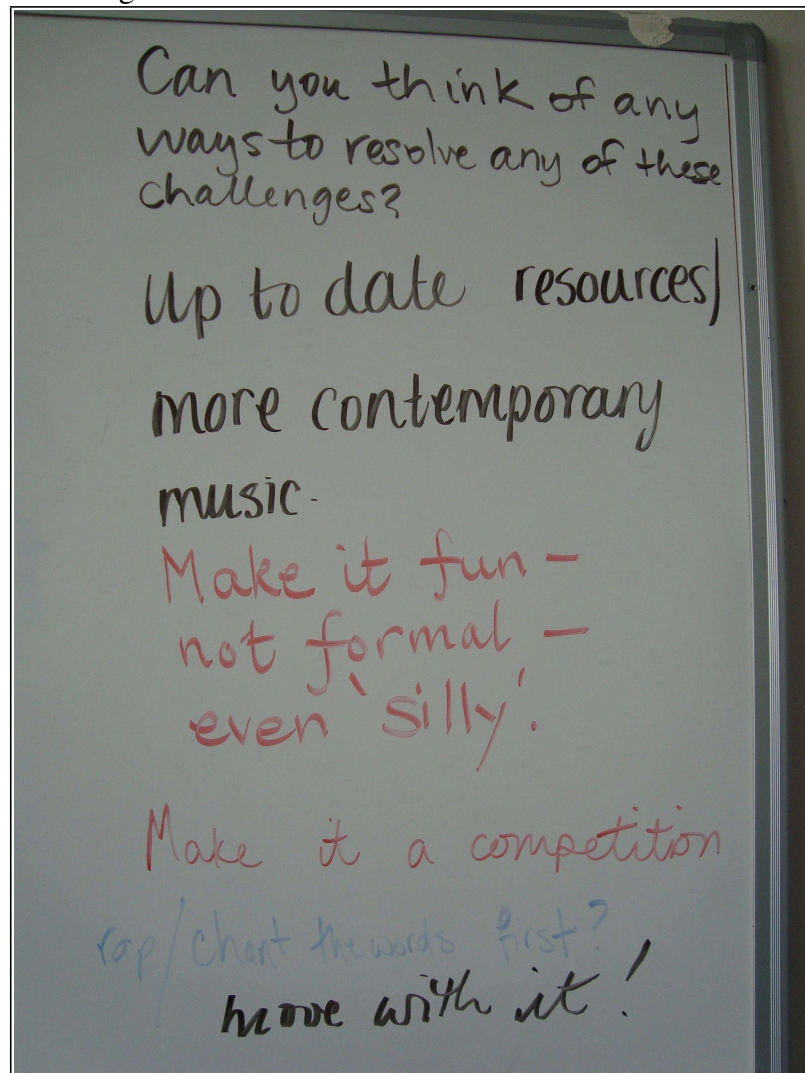 Can you think of any
ways to resolve any of these
challenges?
Up to date resources/
more contemporary
music.
Make it fun –
not formal –
even 'silly'.
Make it a competition
rap/chant the words first?
move with it!